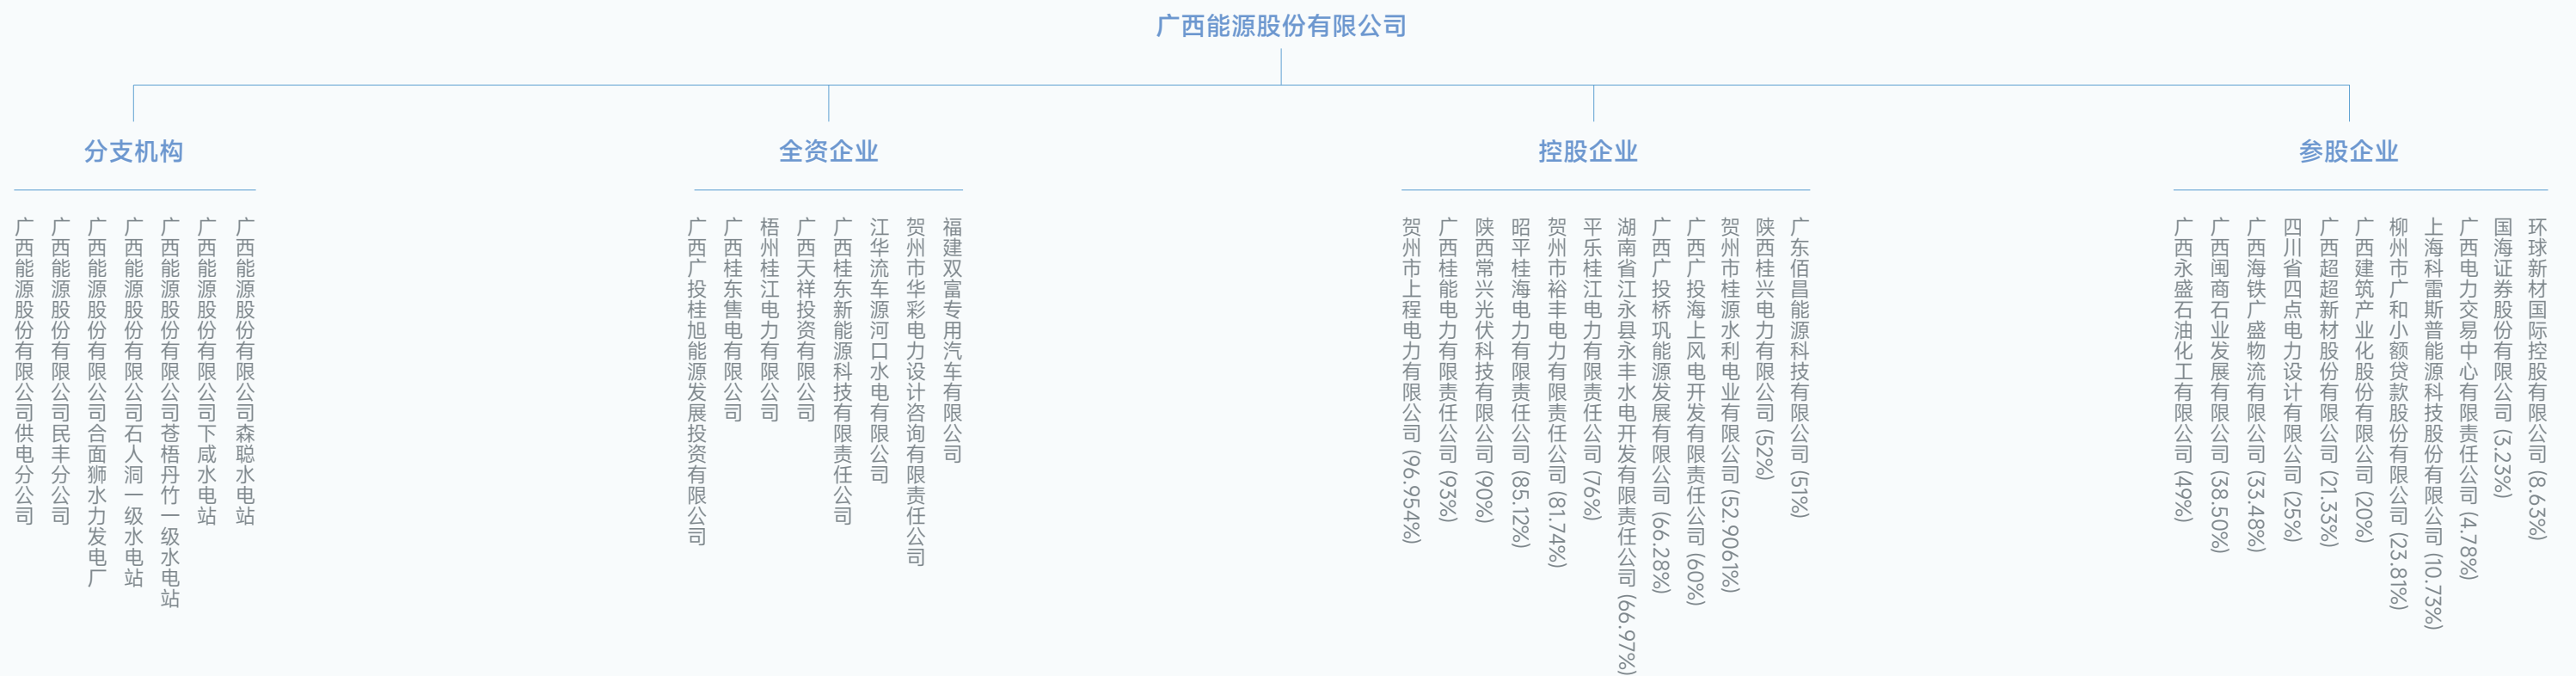 广西能源股份有限公司
分支机构
广西能源股份有限公司供电分公司
广西能源股份有限公司民丰分公司
广西能源股份有限公司合面狮水力发电厂
广西能源股份有限公司石人洞一级水电站
广西能源股份有限公司苍梧丹竹一级水电站
广西能源股份有限公司下咸水电站
广西能源股份有限公司森聪水电站
全资企业
广西广投桂旭能源发展投资有限公司
广西桂东售电有限公司
梧州桂江电力有限公司
广西天祥投资有限公司
广西桂东新能源科技有限责任公司
江华流车源河口水电有限公司
贺州市华彩电力设计咨询有限责任公司
福建双富专用汽车有限公司
控股企业
贺州市上程电力有限公司 (96.954%)
广西桂能电力有限责任公司 (93%)
陕西常兴光伏科技有限公司 (90%)
昭平桂海电力有限责任公司 (85.12%)
贺州市裕丰电力有限责任公司 (81.74%)
平乐桂江电力有限责任公司 (76%)
湖南省江永县永丰水电开发有限责任公司 (66.97%)
广西广投桥巩能源发展有限公司 (66.28%)
广西广投海上风电开发有限责任公司 (60%)
贺州市桂源水利电业有限公司 (52.9061%)
陕西桂兴电力有限公司 (52%)
广东佰昌能源科技有限公司 (51%)
参股企业
广西永盛石油化工有限公司 (49%)
广西闽商石业发展有限公司 (38.50%)
广西海铁广盛物流有限公司 (33.48%)
四川省四点电力设计有限公司 (25%)
广西超超新材股份有限公司 (21.33%)
广西建筑产业化股份有限公司 (20%)
柳州市广和小额贷款股份有限公司 (23.81%)
上海科雷斯普能源科技股份有限公司 (10.73%)
广西电力交易中心有限责任公司 (4.78%)
国海证券股份有限公司 (3.23%)
环球新材国际控股有限公司 (8.63%)